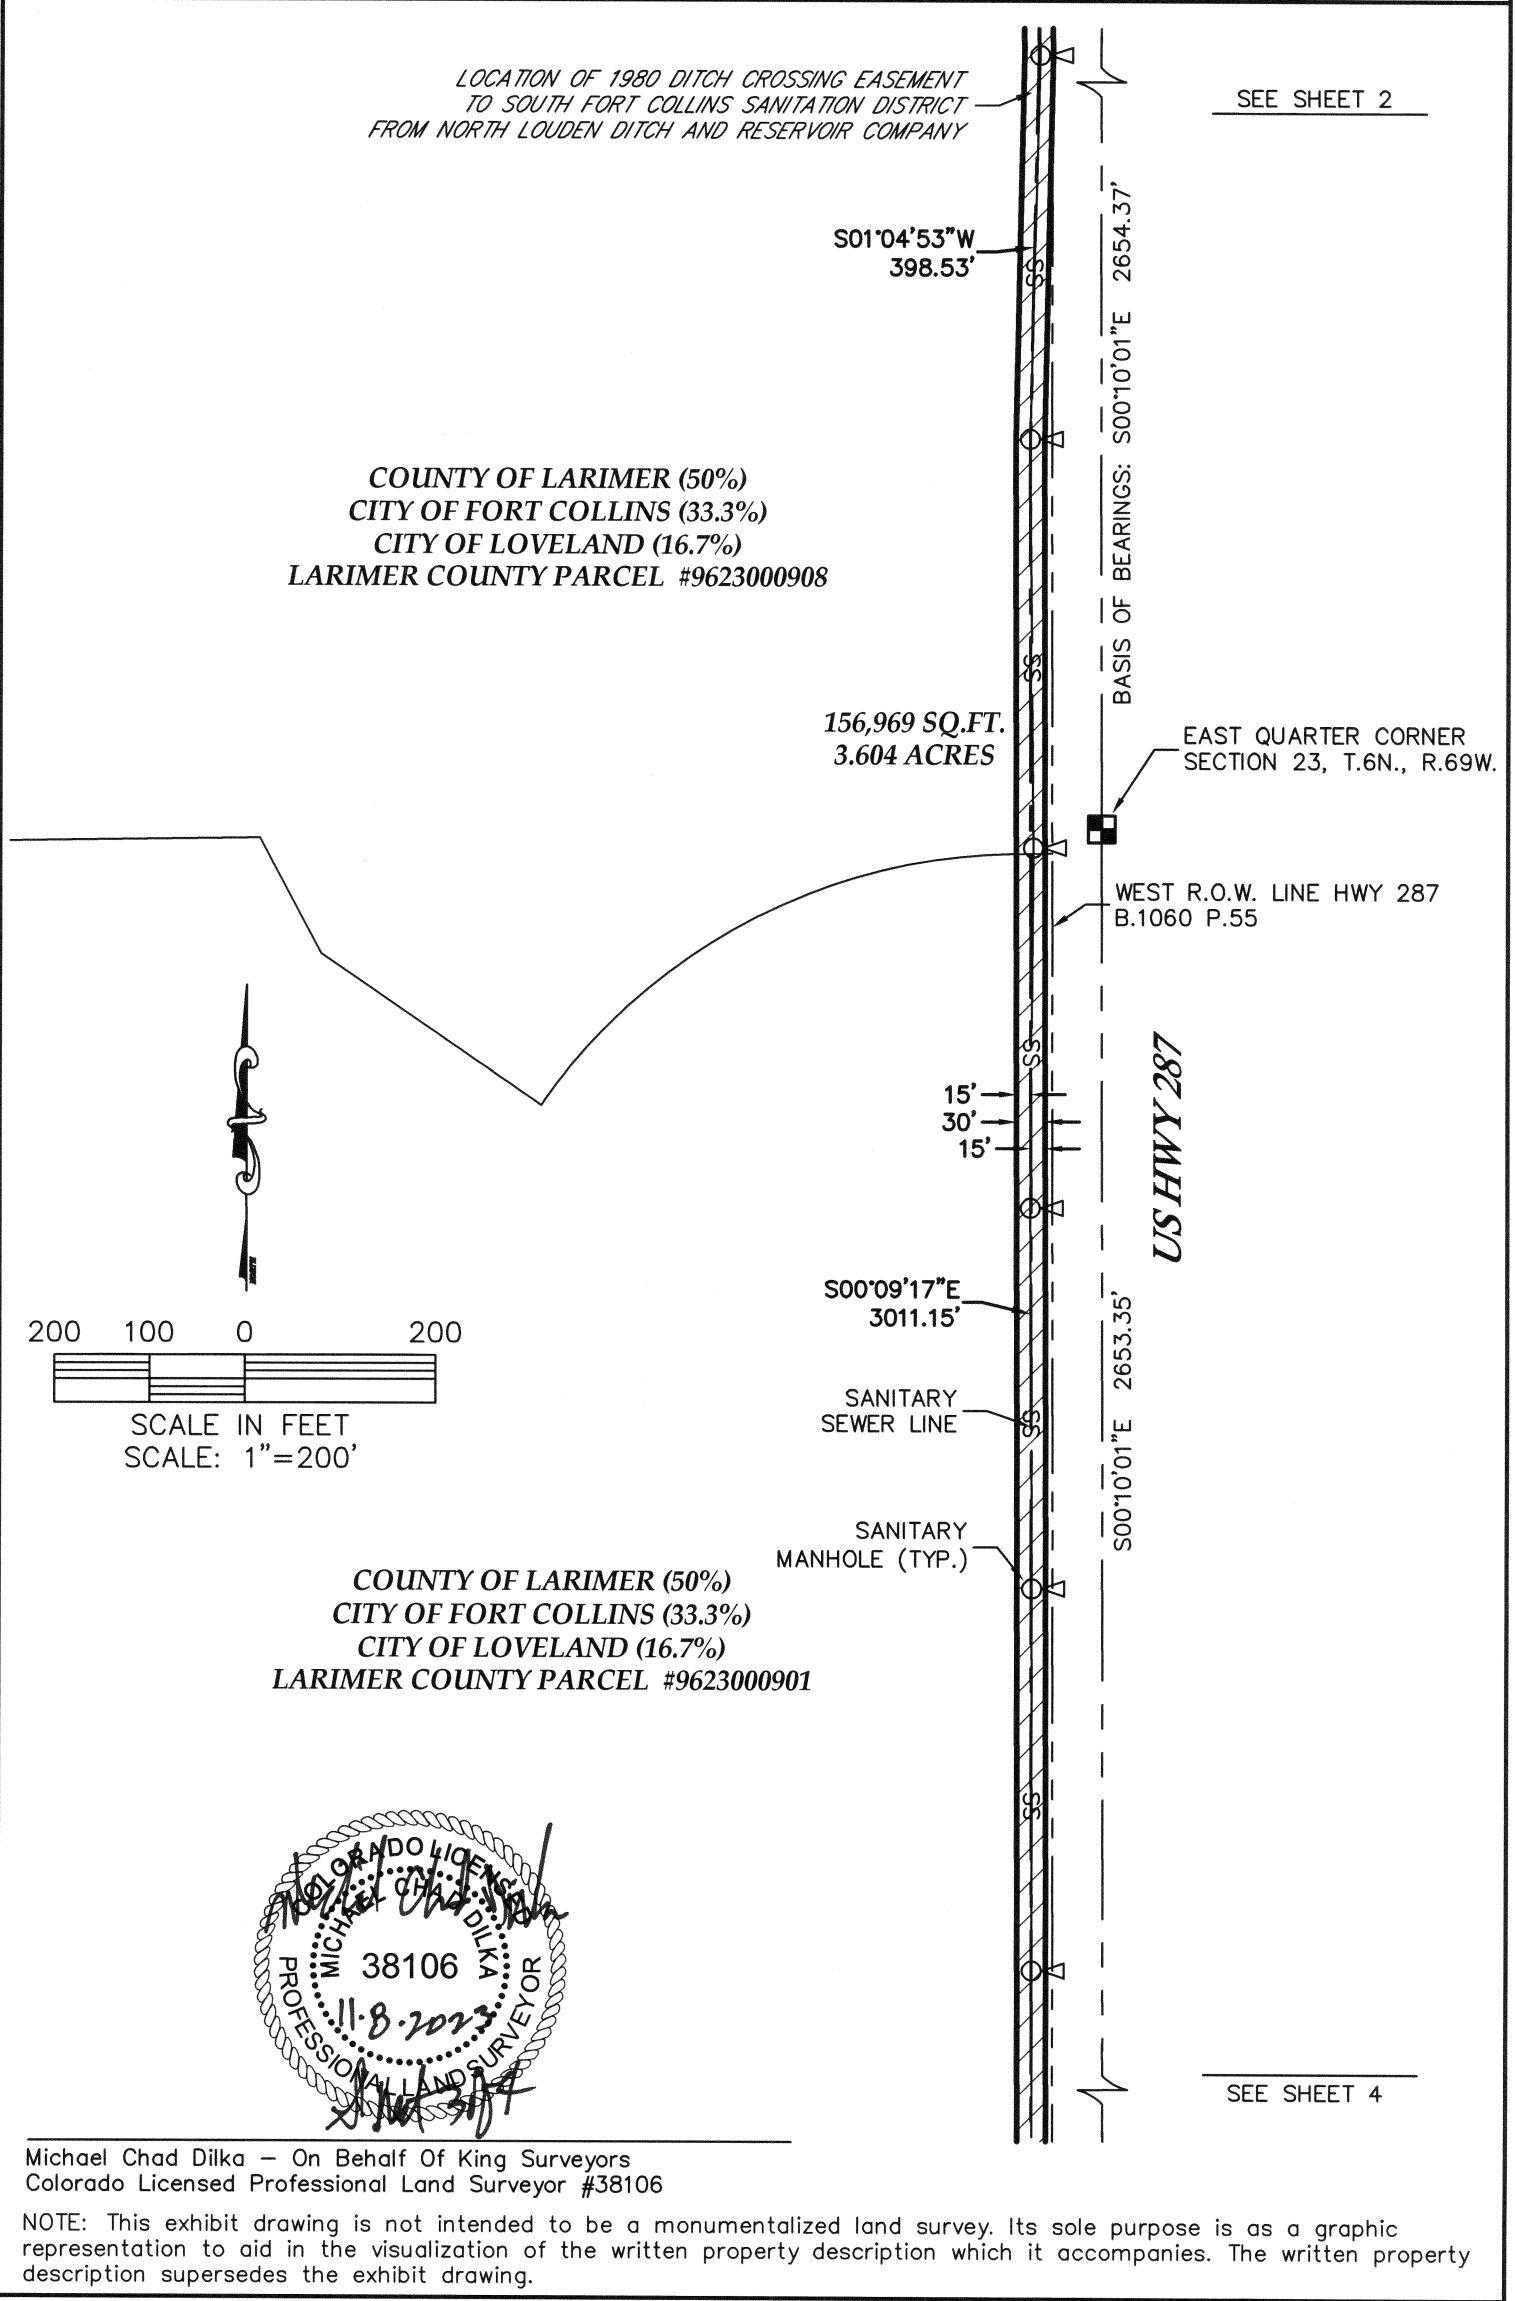 LOCATION OF 1980 DITCH CROSSING EASEMENT
TO SOUTH FORT COLLINS SANITATION DISTRICT
FROM NORTH LOUDEN DITCH AND RESERVOIR COMPANY
SEE SHEET 2
S01°04'53"W
398.53'
SS
BASIS OF BEARINGS: S00°10'01"E 2654.37'
COUNTY OF LARIMER (50%)
CITY OF FORT COLLINS (33.3%)
CITY OF LOVELAND (16.7%)
LARIMER COUNTY PARCEL #9623000908
SS
156,969 SQ.FT.
3.604 ACRES
EAST QUARTER CORNER
SECTION 23, T.6N., R.69W.
WEST R.O.W. LINE HWY 287
B.1060 P.55
SS
US HWY 287
15'
30'
15'
NORTH
S00°09'17"E
3011.15'
S00°10'01"E 2653.35'
200 100 0 200
SCALE IN FEET
SCALE: 1"=200'
SANITARY
SEWER LINE
SS
SANITARY
MANHOLE (TYP.)
COUNTY OF LARIMER (50%)
CITY OF FORT COLLINS (33.3%)
CITY OF LOVELAND (16.7%)
LARIMER COUNTY PARCEL #9623000901
SS
COLORADO LICENSED
MICHAEL CHAD DILKA
38106
11·8·2023
PROFESSIONAL LAND SURVEYOR
Sheet 3 of 4
SEE SHEET 4
Michael Chad Dilka – On Behalf Of King Surveyors
Colorado Licensed Professional Land Surveyor #38106
NOTE: This exhibit drawing is not intended to be a monumentalized land survey. Its sole purpose is as a graphic
representation to aid in the visualization of the written property description which it accompanies. The written property
description supersedes the exhibit drawing.